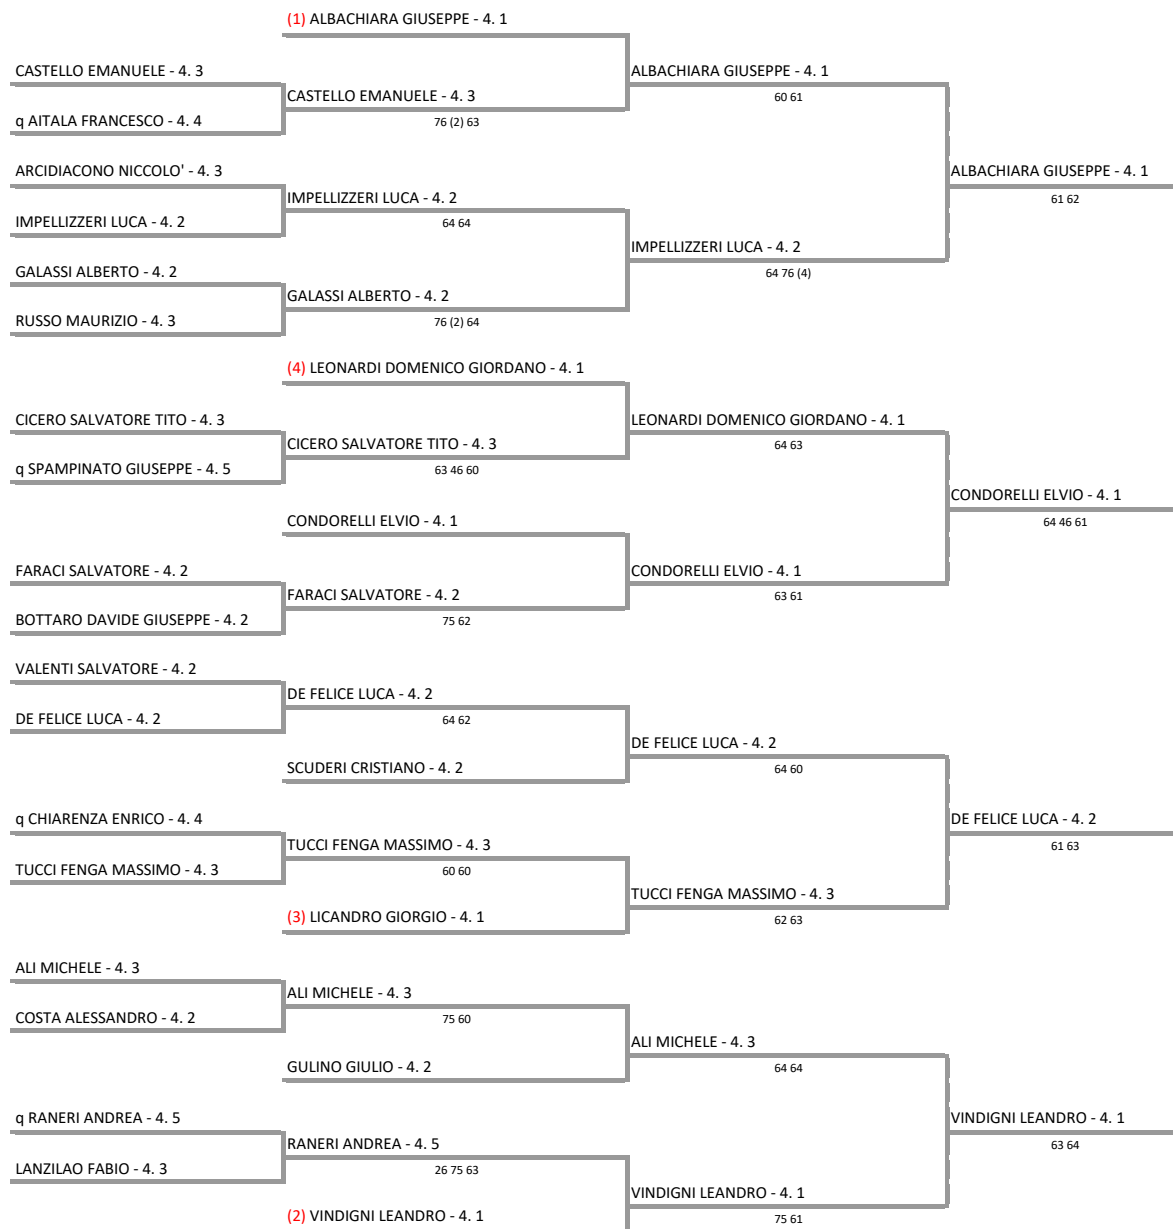 (1) ALBACHIARA GIUSEPPE - 4. 1
CASTELLO EMANUELE - 4. 3
ALBACHIARA GIUSEPPE - 4. 1
CASTELLO EMANUELE - 4. 3
60 61
q AITALA FRANCESCO - 4. 4
76 (2) 63
ARCIDIACONO NICCOLO' - 4. 3
ALBACHIARA GIUSEPPE - 4. 1
IMPELLIZZERI LUCA - 4. 2
61 62
IMPELLIZZERI LUCA - 4. 2
64 64
IMPELLIZZERI LUCA - 4. 2
GALASSI ALBERTO - 4. 2
64 76 (4)
GALASSI ALBERTO - 4. 2
RUSSO MAURIZIO - 4. 3
76 (2) 64
(4) LEONARDI DOMENICO GIORDANO - 4. 1
CICERO SALVATORE TITO - 4. 3
LEONARDI DOMENICO GIORDANO - 4. 1
CICERO SALVATORE TITO - 4. 3
64 63
q SPAMPINATO GIUSEPPE - 4. 5
63 46 60
CONDORELLI ELVIO - 4. 1
CONDORELLI ELVIO - 4. 1
64 46 61
FARACI SALVATORE - 4. 2
CONDORELLI ELVIO - 4. 1
FARACI SALVATORE - 4. 2
63 61
BOTTARO DAVIDE GIUSEPPE - 4. 2
75 62
VALENTI SALVATORE - 4. 2
DE FELICE LUCA - 4. 2
DE FELICE LUCA - 4. 2
64 62
DE FELICE LUCA - 4. 2
SCUDERI CRISTIANO - 4. 2
64 60
q CHIARENZA ENRICO - 4. 4
DE FELICE LUCA - 4. 2
TUCCI FENGA MASSIMO - 4. 3
61 63
TUCCI FENGA MASSIMO - 4. 3
60 60
TUCCI FENGA MASSIMO - 4. 3
(3) LICANDRO GIORGIO - 4. 1
62 63
ALI MICHELE - 4. 3
ALI MICHELE - 4. 3
COSTA ALESSANDRO - 4. 2
75 60
ALI MICHELE - 4. 3
GULINO GIULIO - 4. 2
64 64
q RANERI ANDREA - 4. 5
VINDIGNI LEANDRO - 4. 1
RANERI ANDREA - 4. 5
63 64
LANZILAO FABIO - 4. 3
26 75 63
VINDIGNI LEANDRO - 4. 1
(2) VINDIGNI LEANDRO - 4. 1
75 61